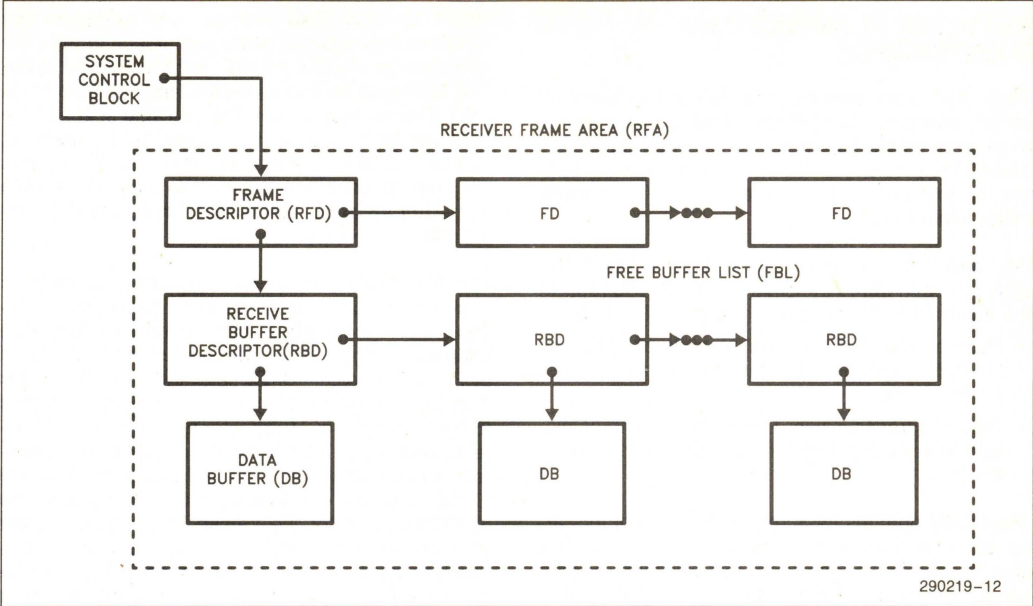 SYSTEM
CONTROL
BLOCK
RECEIVER FRAME AREA (RFA)
FRAME
DESCRIPTOR (RFD)
FD
FD
FREE BUFFER LIST (FBL)
RECEIVE
BUFFER
DESCRIPTOR(RBD)
RBD
RBD
DATA
BUFFER (DB)
DB
DB
290219-12